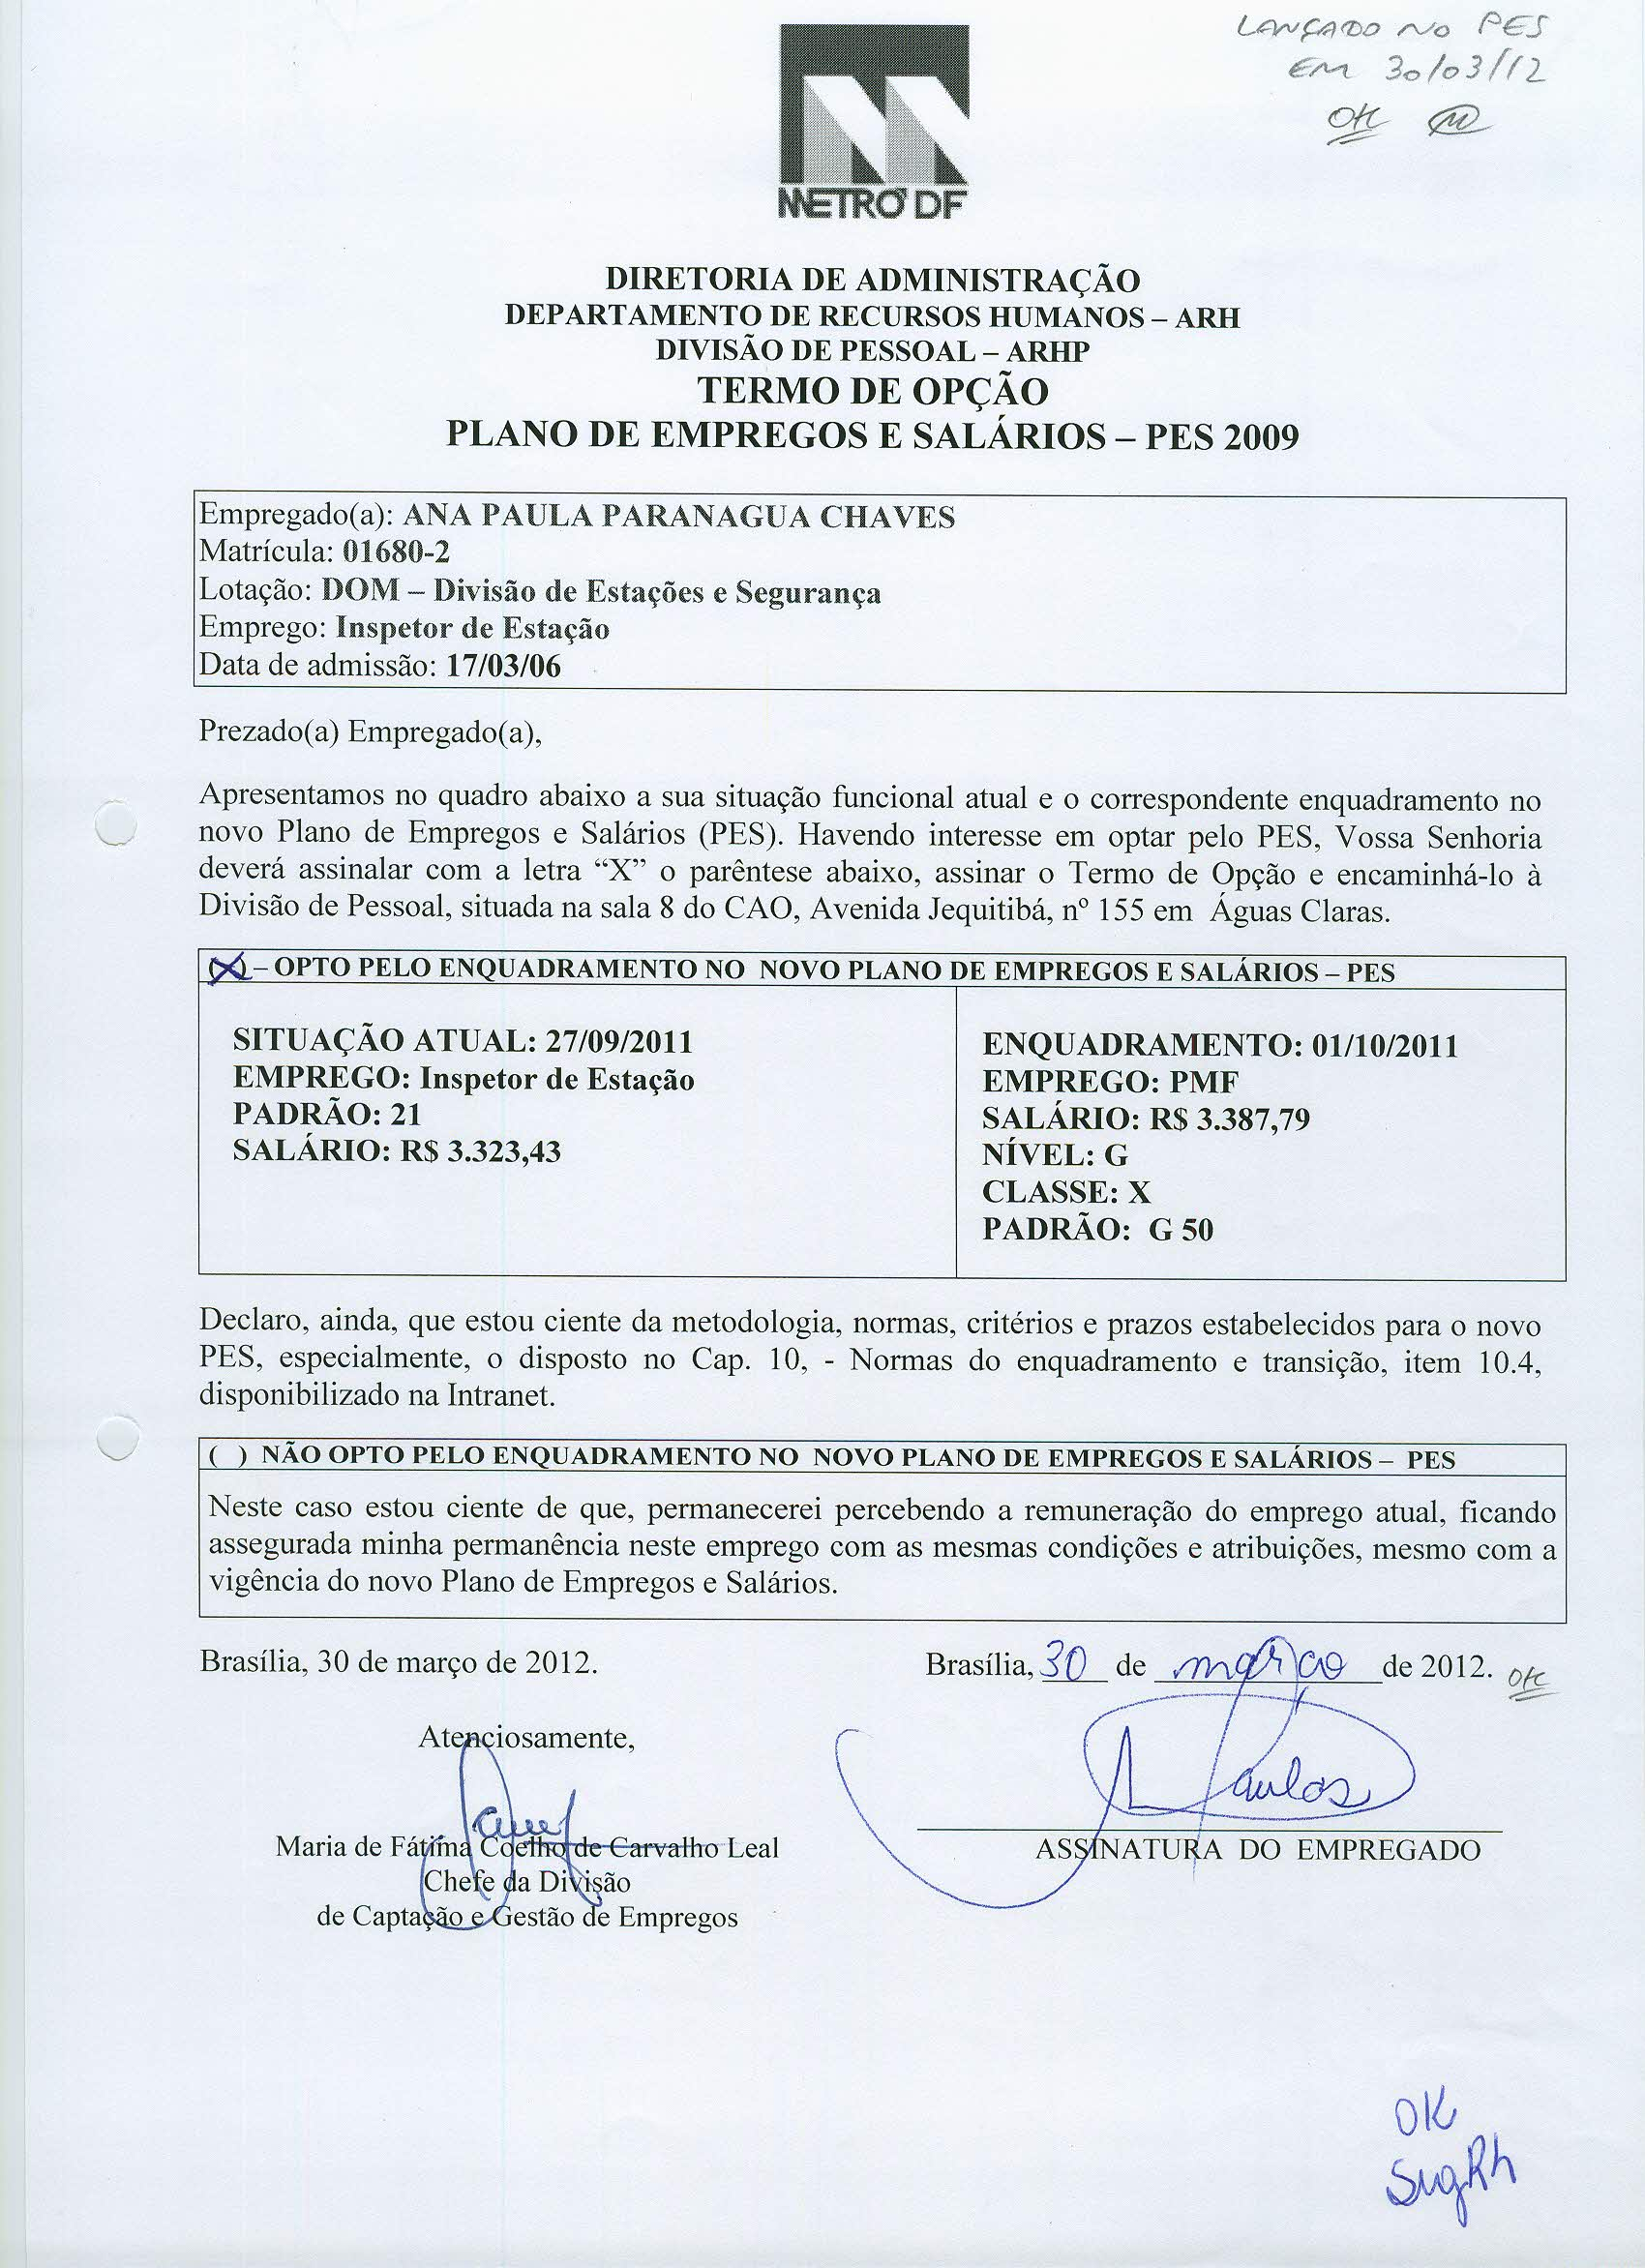 LANÇADO NO PES
EM 30/03/12
OK
METRÔ DF
DIRETORIA DE ADMINISTRAÇÃO
DEPARTAMENTO DE RECURSOS HUMANOS – ARH
DIVISÃO DE PESSOAL – ARHP
TERMO DE OPÇÃO
PLANO DE EMPREGOS E SALÁRIOS – PES 2009
Empregado(a): ANA PAULA PARANAGUA CHAVES
Matrícula: 01680-2
Lotação: DOM – Divisão de Estações e Segurança
Emprego: Inspetor de Estação
Data de admissão: 17/03/06
Prezado(a) Empregado(a),
Apresentamos no quadro abaixo a sua situação funcional atual e o correspondente enquadramento no
novo Plano de Empregos e Salários (PES). Havendo interesse em optar pelo PES, Vossa Senhoria
deverá assinalar com a letra “X” o parêntese abaixo, assinar o Termo de Opção e encaminhá-lo à
Divisão de Pessoal, situada na sala 8 do CAO, Avenida Jequitibá, nº 155 em Águas Claras.
(X) – OPTO PELO ENQUADRAMENTO NO NOVO PLANO DE EMPREGOS E SALÁRIOS – PES
SITUAÇÃO ATUAL: 27/09/2011
EMPREGO: Inspetor de Estação
PADRÃO: 21
SALÁRIO: R$ 3.323,43
ENQUADRAMENTO: 01/10/2011
EMPREGO: PMF
SALÁRIO: R$ 3.387,79
NÍVEL: G
CLASSE: X
PADRÃO: G 50
Declaro, ainda, que estou ciente da metodologia, normas, critérios e prazos estabelecidos para o novo
PES, especialmente, o disposto no Cap. 10, - Normas do enquadramento e transição, item 10.4,
disponibilizado na Intranet.
( ) NÃO OPTO PELO ENQUADRAMENTO NO NOVO PLANO DE EMPREGOS E SALÁRIOS – PES
Neste caso estou ciente de que, permanecerei percebendo a remuneração do emprego atual, ficando
assegurada minha permanência neste emprego com as mesmas condições e atribuições, mesmo com a
vigência do novo Plano de Empregos e Salários.
Brasília, 30 de março de 2012.
Brasília, 30 de março de 2012. OK
Atenciosamente,
Maria de Fátima Coelho de Carvalho Leal
Chefe da Divisão
de Captação e Gestão de Empregos
ASSINATURA DO EMPREGADO
OK
SigRh